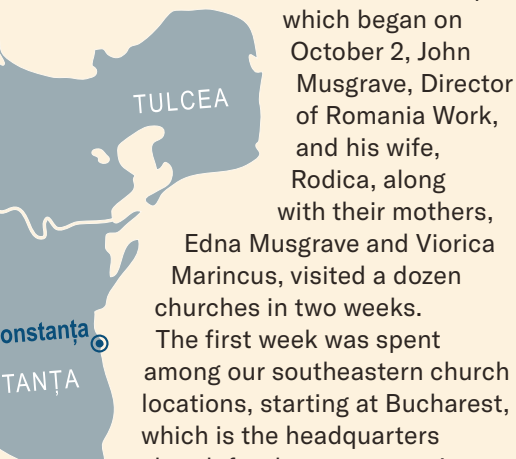 which began on
October 2, John
Musgrave, Director
of Romania Work,
and his wife,
Rodica, along
with their mothers,
Edna Musgrave and Viorica
Marincus, visited a dozen
churches in two weeks.
The first week was spent
among our southeastern church
locations, starting at Bucharest,
which is the headquarters
TULCEA
onstanța
TANȚA